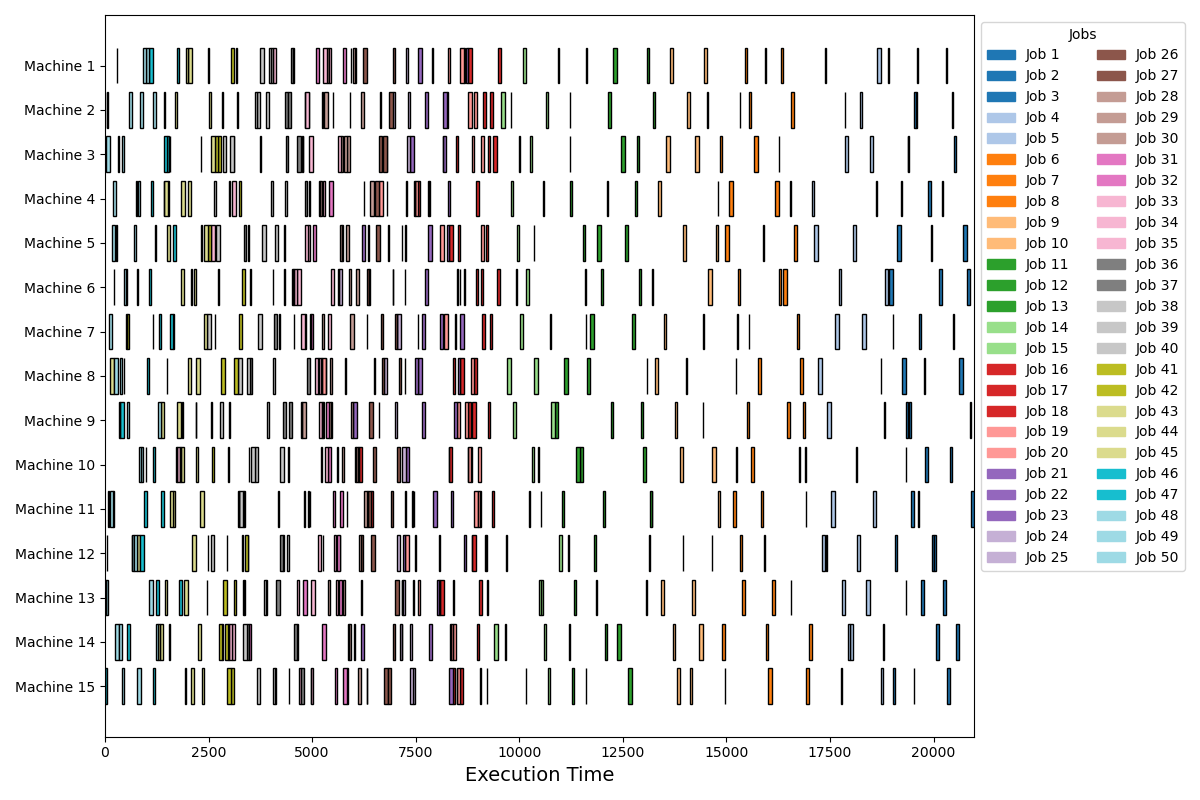 Machine 1
Machine 2
Machine 3
Machine 4
Machine 5
Machine 6
Machine 7
Machine 8
Machine 9
Machine 10
Machine 11
Machine 12
Machine 13
Machine 14
Machine 15
0 2500 5000 7500 10000 12500 15000 17500 20000
Execution Time
Jobs
Job 1
Job 2
Job 3
Job 4
Job 5
Job 6
Job 7
Job 8
Job 9
Job 10
Job 11
Job 12
Job 13
Job 14
Job 15
Job 16
Job 17
Job 18
Job 19
Job 20
Job 21
Job 22
Job 23
Job 24
Job 25
Job 26
Job 27
Job 28
Job 29
Job 30
Job 31
Job 32
Job 33
Job 34
Job 35
Job 36
Job 37
Job 38
Job 39
Job 40
Job 41
Job 42
Job 43
Job 44
Job 45
Job 46
Job 47
Job 48
Job 49
Job 50